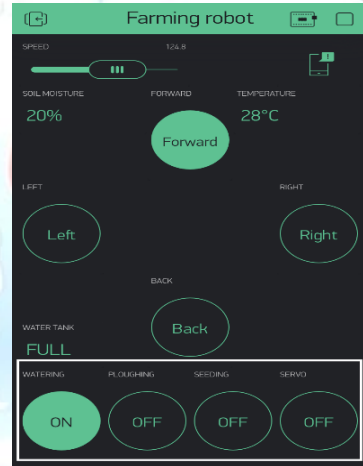 Farming robot
SPEED 124.8
SOIL MOISTURE FORWARD TEMPERATURE
20% Forward 28°C
LEFT RIGHT
Left Right
BACK
Back
WATER TANK
FULL
WATERING PLOUGHING SEEDING SERVO
ON OFF OFF OFF